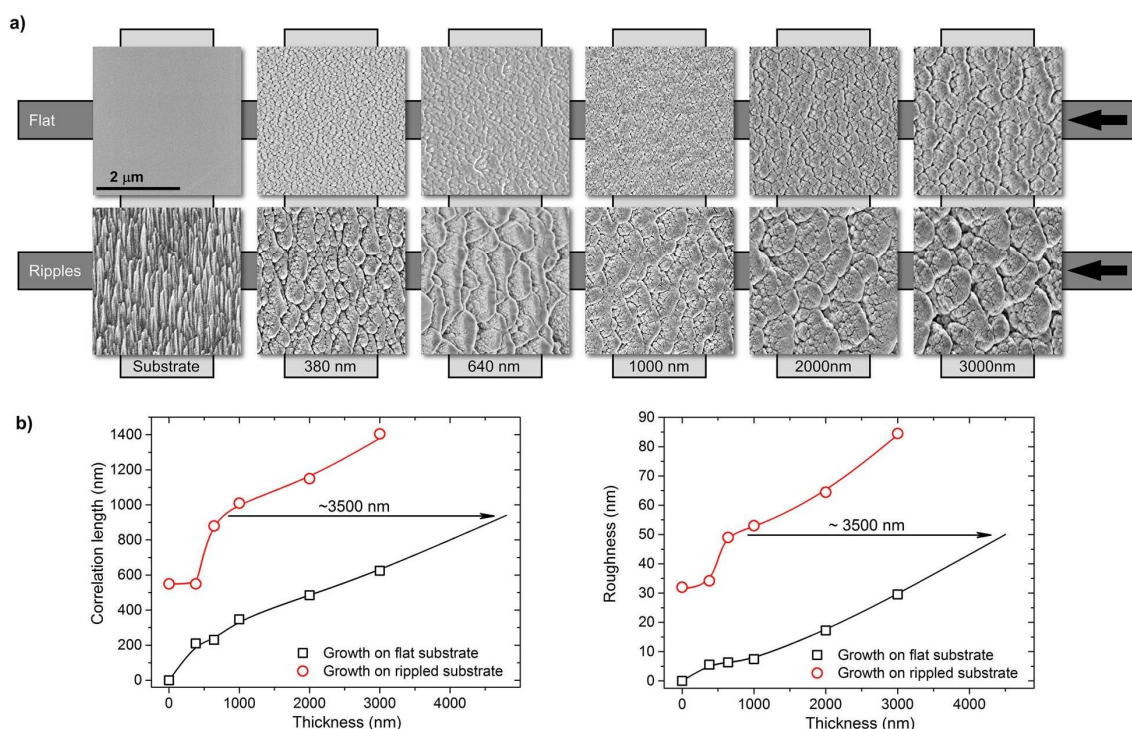 a)
Flat
2 μm
Ripples
Substrate
380 nm
640 nm
1000 nm
2000nm
3000nm
b)
1400
1200
1000
800
600
400
200
0
Correlation length (nm)
~3500 nm
Growth on flat substrate
Growth on rippled substrate
0
1000
2000
3000
4000
Thickness (nm)
90
80
70
60
50
40
30
20
10
0
Roughness (nm)
~ 3500 nm
Growth on flat substrate
Growth on rippled substrate
0
1000
2000
3000
4000
Thickness (nm)